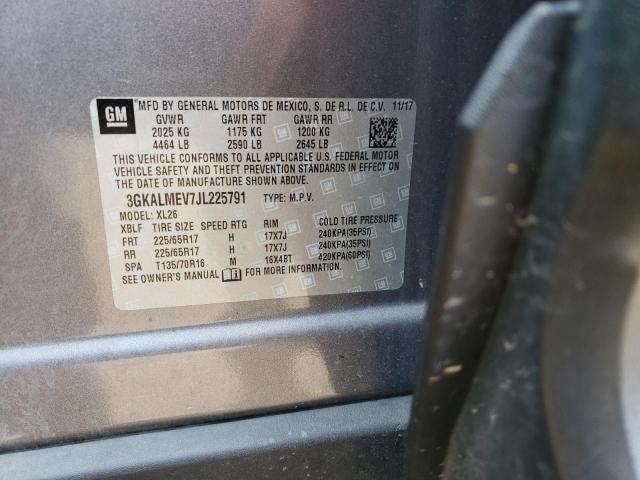 GM
MFD BY GENERAL MOTORS DE MEXICO, S. DE R.L. DE C.V. 11/17
GVWR GAWR FRT GAWR RR
2025 KG 1175 KG 1200 KG
4464 LB 2590 LB 2645 LB
THIS VEHICLE CONFORMS TO ALL APPLICABLE U.S. FEDERAL MOTOR
VEHICLE SAFETY AND THEFT PREVENTION STANDARDS IN EFFECT ON
THE DATE OF MANUFACTURE SHOWN ABOVE.
3GKALMEV7JL225791 TYPE: M.P.V.
MODEL: XL26
XBLF TIRE SIZE SPEED RTG RIM COLD TIRE PRESSURE
FRT 225/65R17 H 17X7J 240KPA(35PSI)
RR 225/65R17 H 17X7J 240KPA(35PSI)
SPA T135/70R16 M 16X4BT 420KPA(60PSI)
SEE OWNER'S MANUAL FOR MORE INFORMATION.